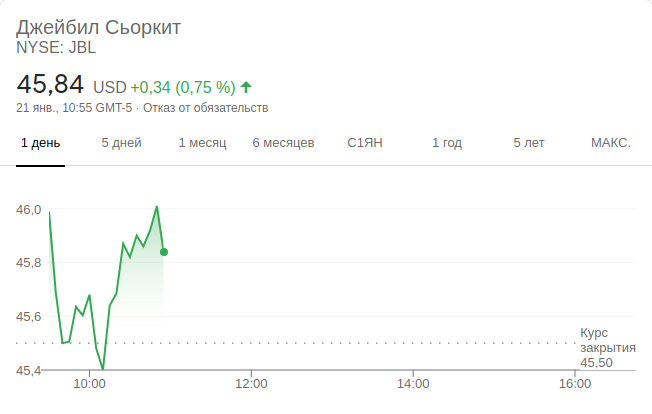 Джейбил Сьоркит
NYSE: JBL
45,84 USD +0,34 (0,75 %)
21 янв., 10:55 GMT-5 · Отказ от обязательств
1 день 5 дней 1 месяц 6 месяцев С1ЯН 1 год 5 лет МАКС.
46,0
45,8
45,6
Курс
закрытия
45,50
45,4
10:00 12:00 14:00 16:00